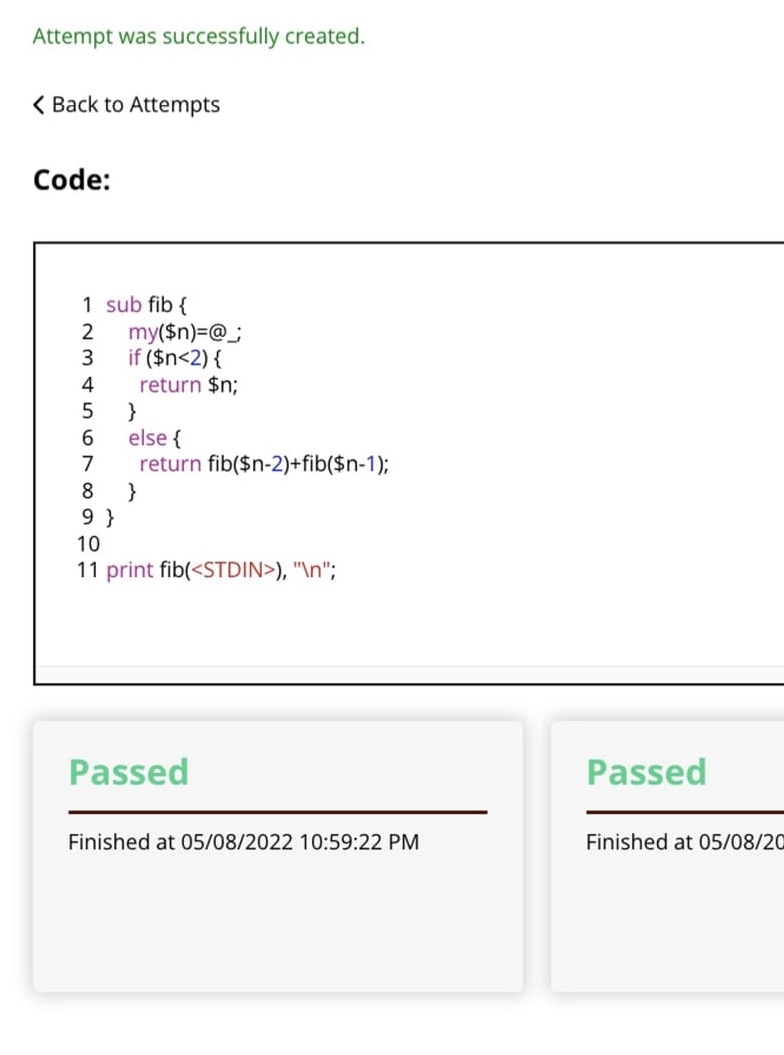 Attempt was successfully created.
Back to Attempts
Code:
1 sub fib {
2 my($n)=@_;
3 if ($n<2) {
4 return $n;
5 }
6 else {
7 return fib($n-2)+fib($n-1);
8 }
9 }
10
11 print fib(<STDIN>), "\n";
Passed
Finished at 05/08/2022 10:59:22 PM
Passed
Finished at 05/08/20